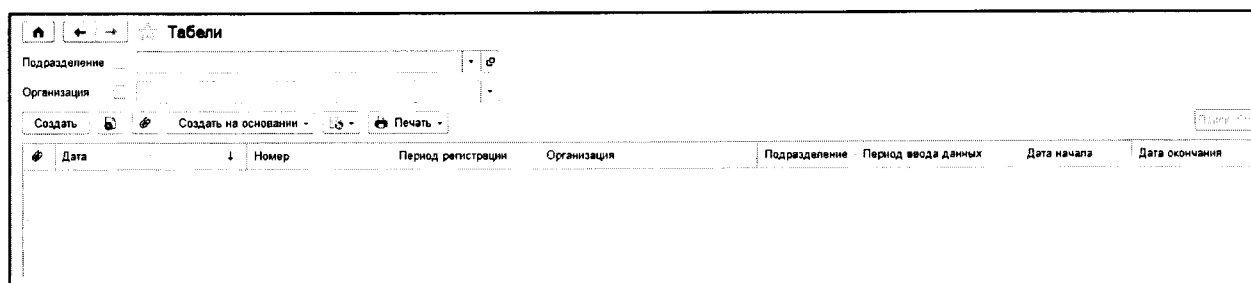 Табели
Подразделение
Организация
Создать Создать на основании Печать
Дата ↓ Номер Период регистрации Организация Подразделение Период ввода данных Дата начала Дата окончания